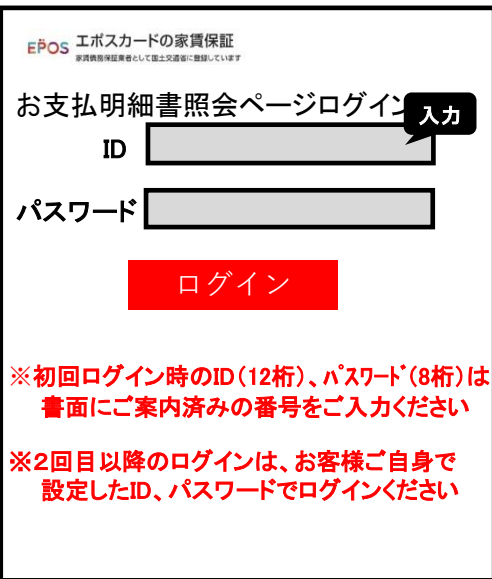 EPOS エポスカードの家賃保証
家賃債務保証業者として国土交通省に登録しています
お支払明細書照会ページログイン
入力
ID
パスワード
ログイン
※初回ログイン時のID(12桁)、ﾊﾟｽﾜｰﾄﾞ(8桁)は
書面にご案内済みの番号をご入力ください
※2回目以降のログインは、お客様ご自身で
設定したID、パスワードでログインください